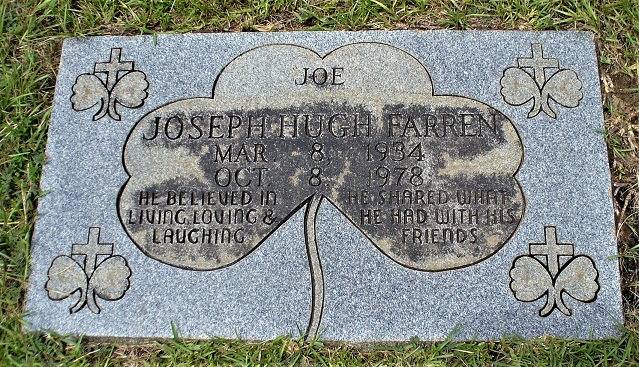 JOE
JOSEPH HUGH FARREN
MAR. 8, 1934
OCT. 8, 1978
HE BELIEVED IN
LIVING, LOVING &
LAUGHING
HE SHARED WHAT
HE HAD WITH HIS
FRIENDS